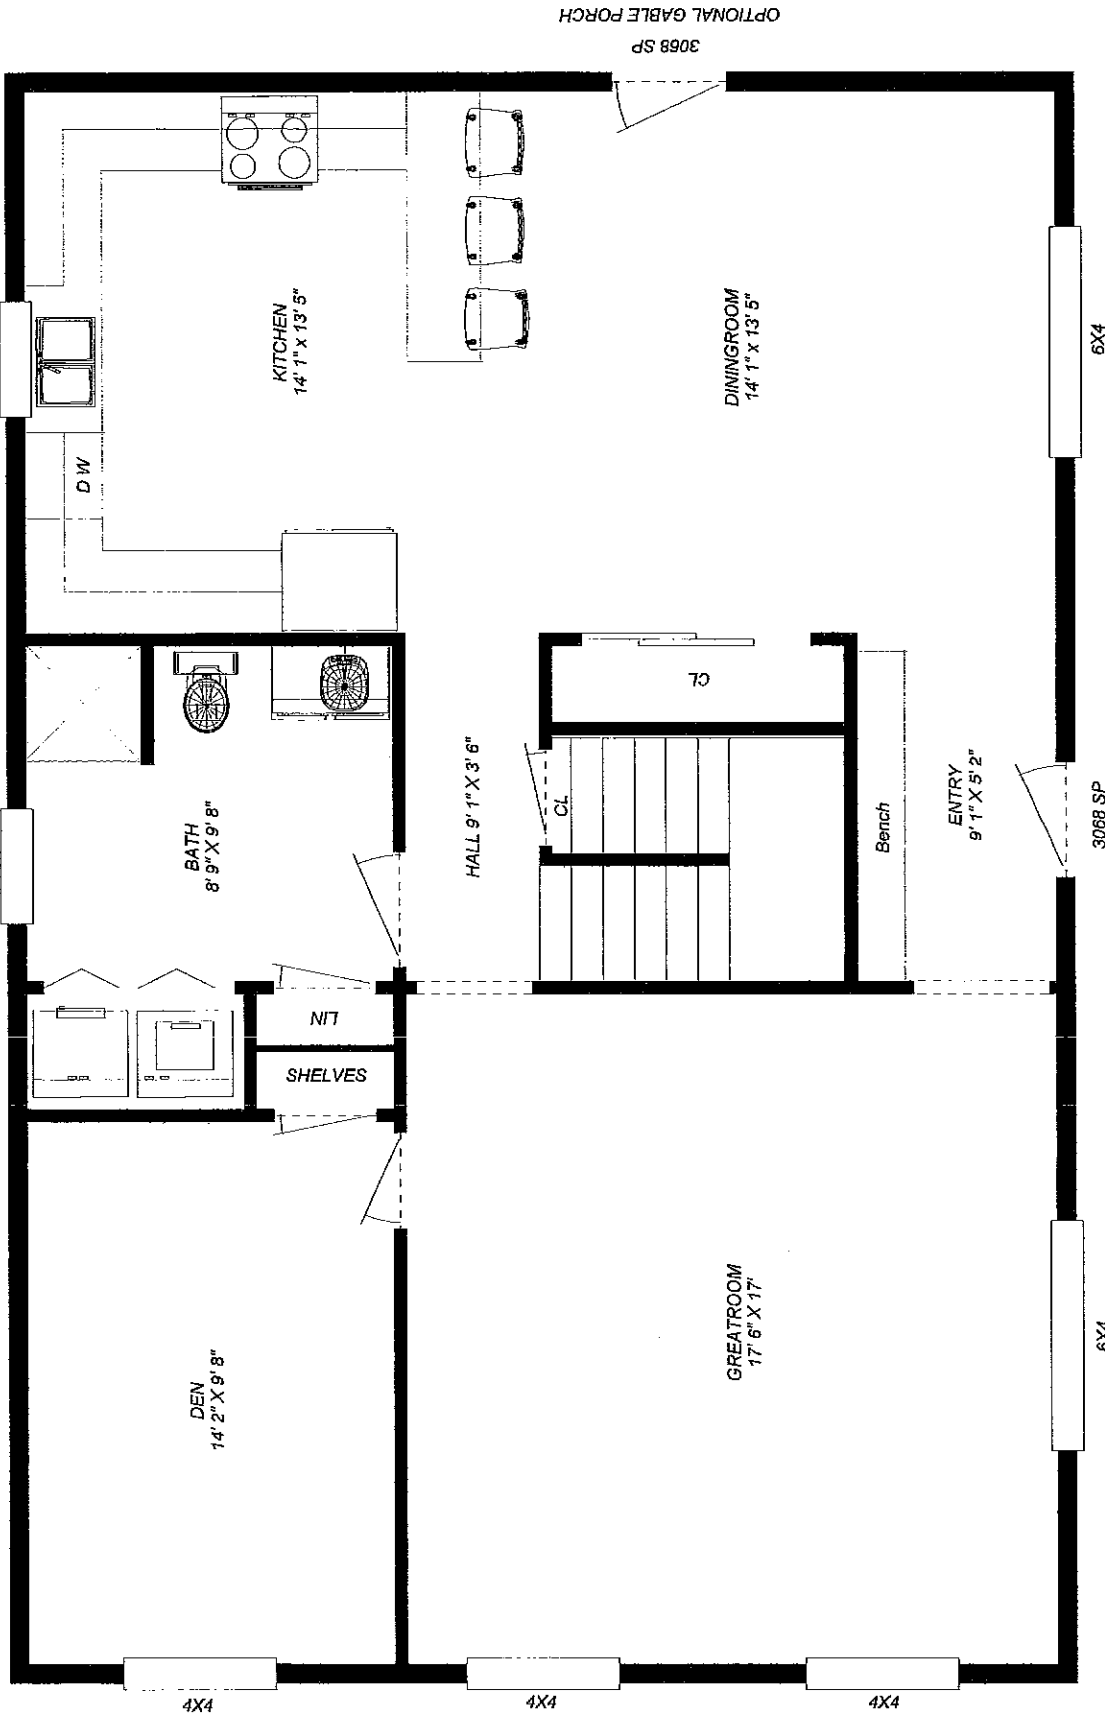 OPTIONAL GABLE PORCH
3068 SP
KITCHEN
14' 1" x 13' 5"
DININGROOM
14' 1" x 13' 5"
6X4
D W
CL
BATH
8' 9" X 9' 8"
HALL 9' 1" X 3' 6"
CL
Bench
ENTRY
9' 1" X 5' 2"
3068 SP
LIN
SHELVES
DEN
14' 2" X 9' 8"
GREATROOM
17' 6" X 17'
6X4
4X4
4X4
4X4